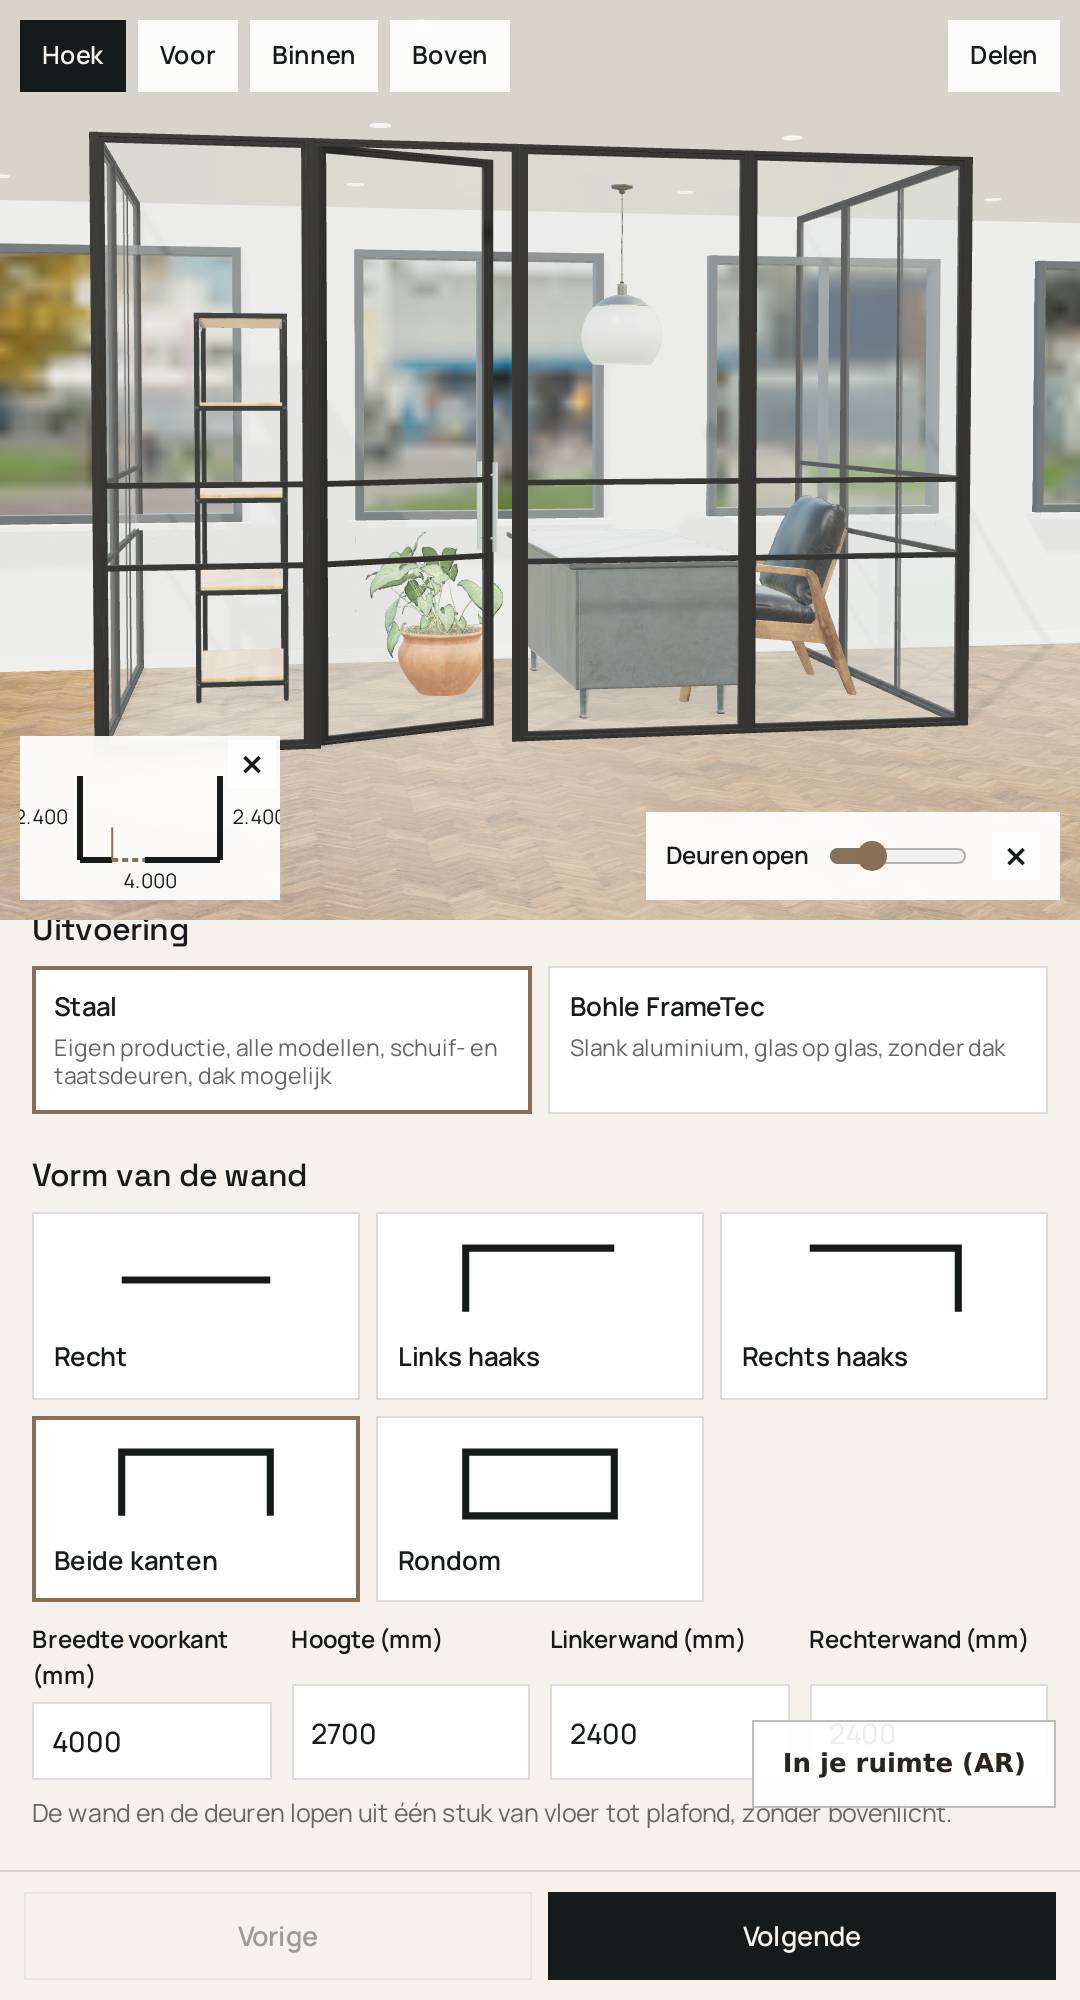 Hoek
Voor
Binnen
Boven
Delen
2.400
2.400
4.000
Deuren open
Uitvoering
Staal
Eigen productie, alle modellen, schuif- en
taatsdeuren, dak mogelijk
Bohle FrameTec
Slank aluminium, glas op glas, zonder dak
Vorm van de wand
Recht
Links haaks
Rechts haaks
Beide kanten
Rondom
Breedte voorkant
(mm)
Hoogte (mm)
Linkerwand (mm)
Rechterwand (mm)
4000
2700
2400
2400
In je ruimte (AR)
De wand en de deuren lopen uit één stuk van vloer tot plafond, zonder bovenlicht.
Vorige
Volgende